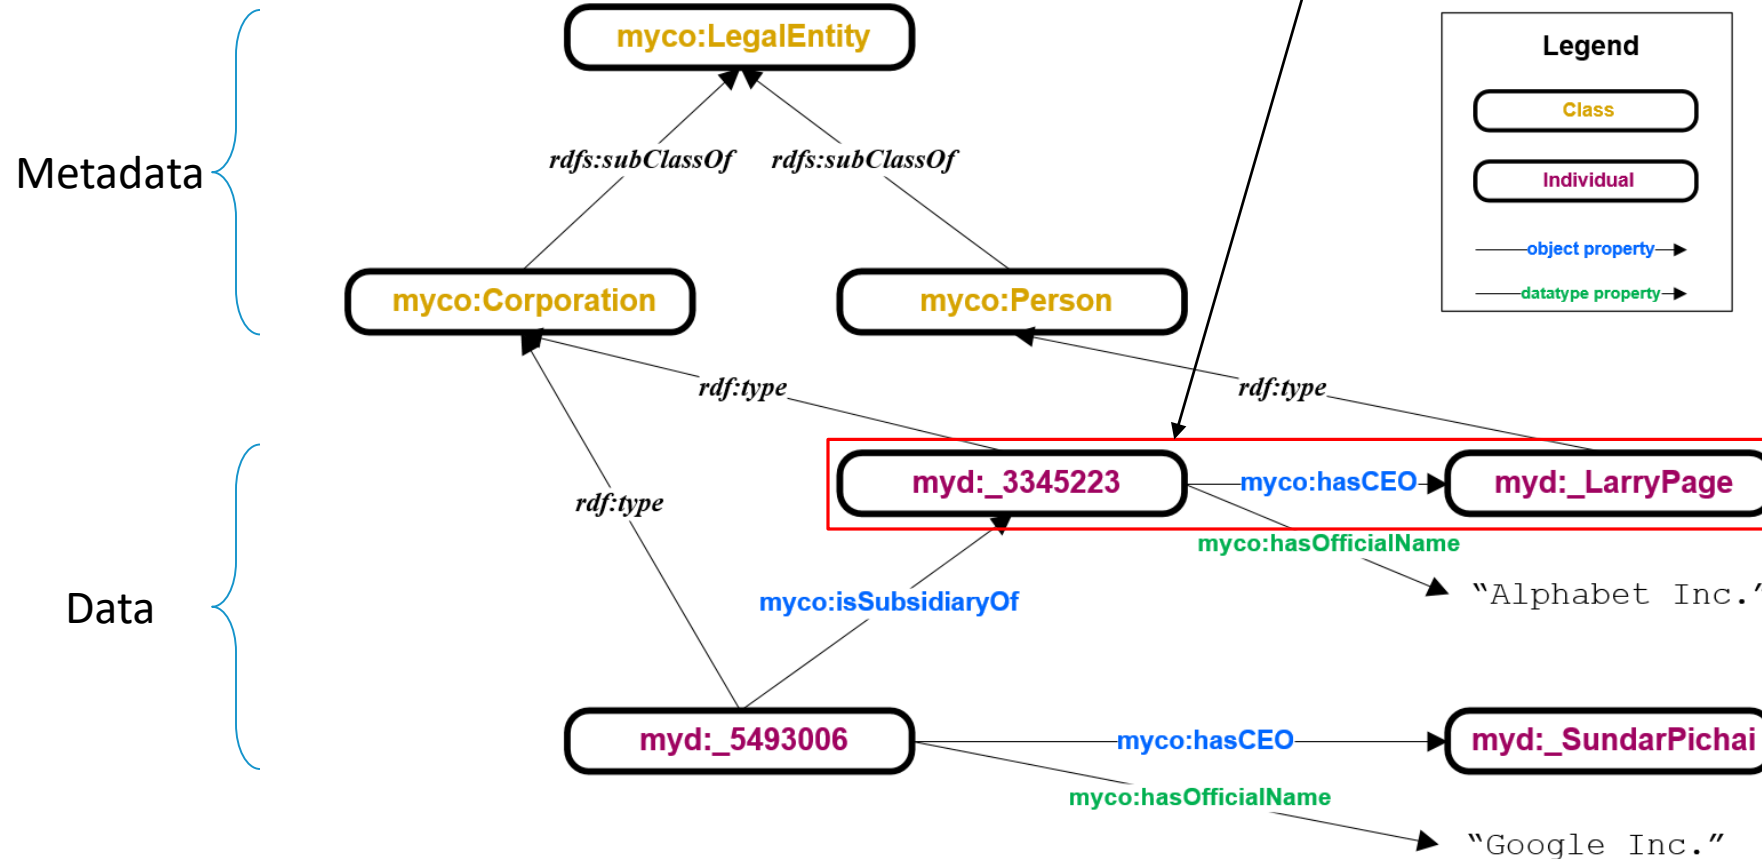 myco:LegalEntity
Legend
Class
Individual
object property
datatype property
rdfs:subClassOf
rdfs:subClassOf
Metadata
myco:Corporation
myco:Person
rdf:type
rdf:type
myd:_3345223
myco:hasCEO
myd:_LarryPage
rdf:type
myco:hasOfficialName
“Alphabet Inc.”
myco:isSubsidiaryOf
Data
myd:_5493006
myco:hasCEO
myd:_SundarPichai
myco:hasOfficialName
“Google Inc.”